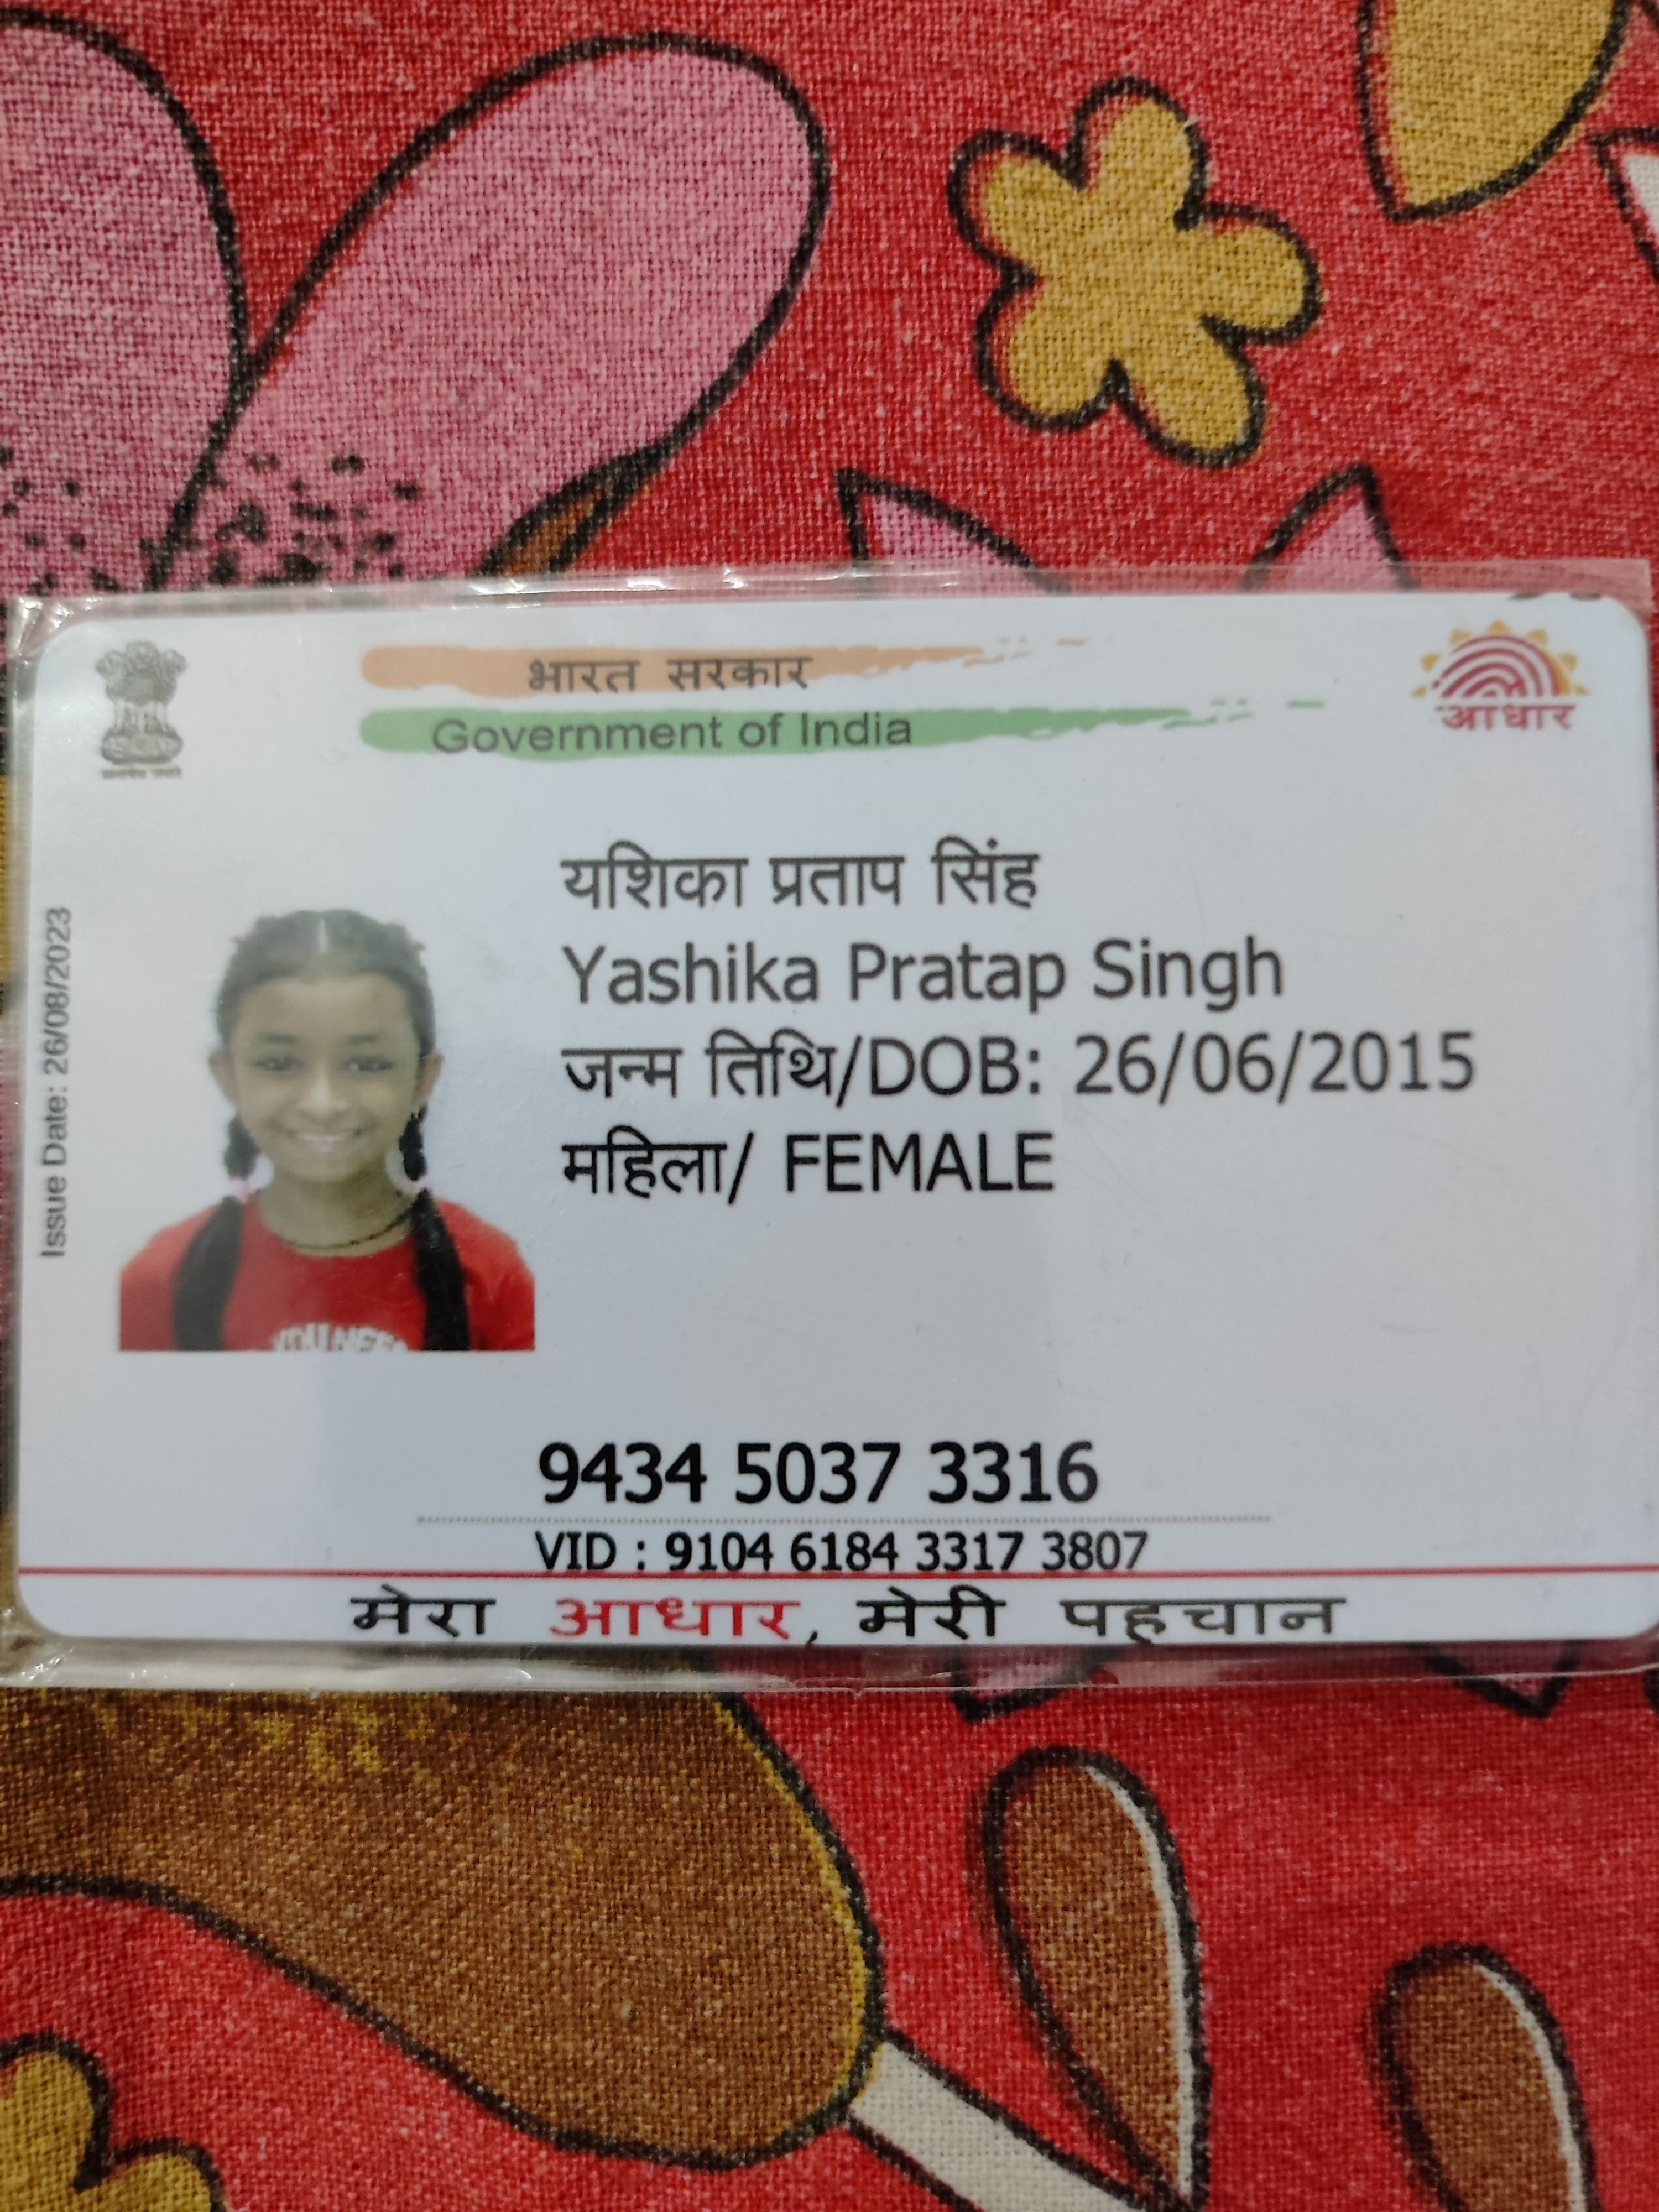 भारत सरकार
Government of India
आधार
Issue Date: 26/08/2023
यशिका प्रताप सिंह
Yashika Pratap Singh
जन्म तिथि/DOB: 26/06/2015
महिला/ FEMALE
9434 5037 3316
VID : 9104 6184 3317 3807
मेरा आधार, मेरी पहचान